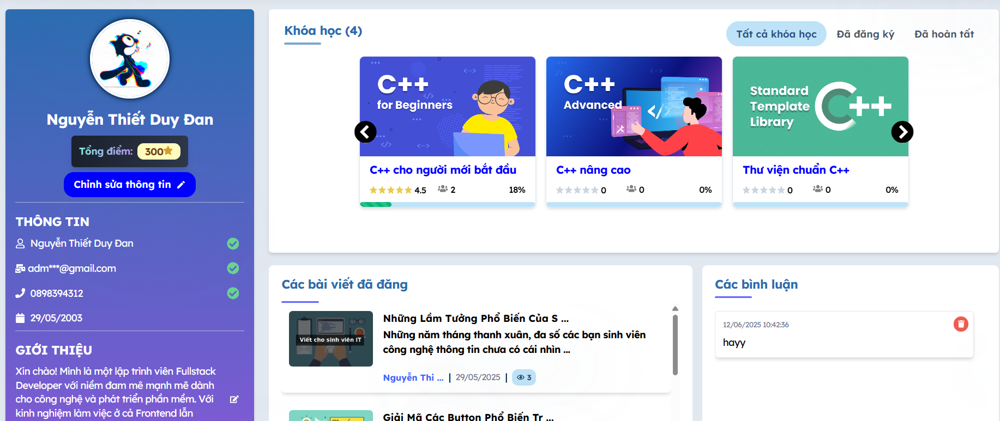 Nguyễn Thiết Duy Đan
Tổng điểm: 300
Chỉnh sửa thông tin
THÔNG TIN
Nguyễn Thiết Duy Đan
adm***@gmail.com
0898394312
29/05/2003
GIỚI THIỆU
Xin chào! Mình là một lập trình viên Fullstack
Developer với niềm đam mê mạnh mẽ dành
cho công nghệ và phát triển phần mềm. Với
kinh nghiệm làm việc ở cả Frontend lẫn
Khóa học (4)
Tất cả khóa học
Đã đăng ký
Đã hoàn tất
C++
for Beginners
C++ cho người mới bắt đầu
4.5 2 18%
C++
Advanced
C++ nâng cao
0 0 0%
Standard
Template
Library
C++
Thư viện chuẩn C++
0 0 0%
Các bài viết đã đăng
Viết cho sinh viên IT
Những Lầm Tưởng Phổ Biến Của S ...
Những năm tháng thanh xuân, đa số các bạn sinh viên
công nghệ thông tin chưa có cái nhìn ...
Nguyễn Thi ... | 29/05/2025 | 3
Giải Mã Các Button Phổ Biến Tr ...
Các bình luận
12/06/2025 10:42:36
hayy